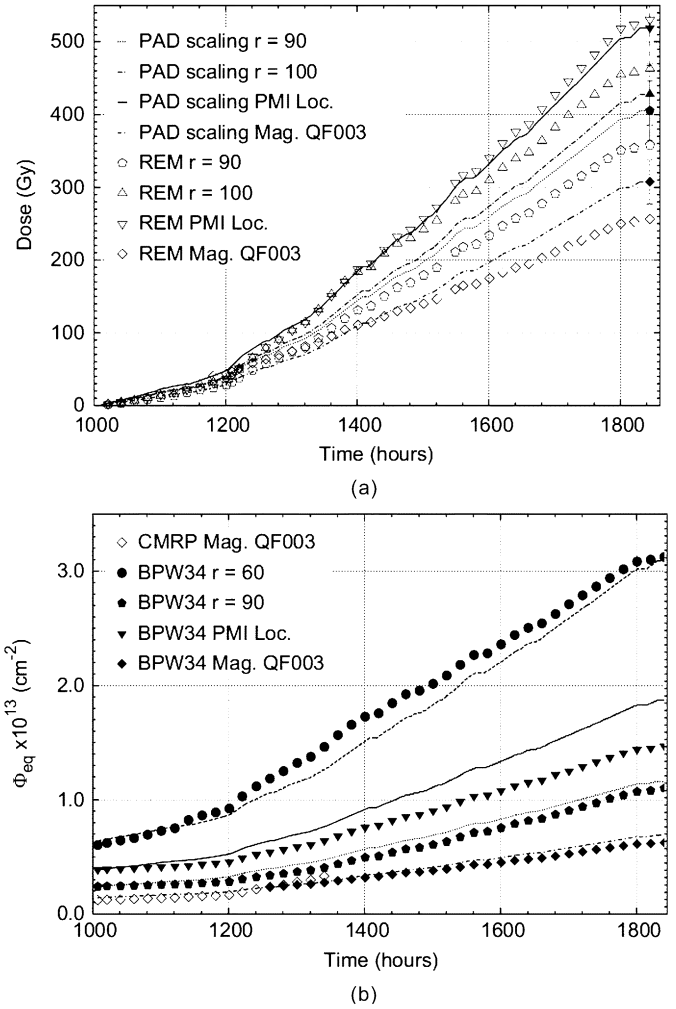 500
400
300
200
100
0
Dose (Gy)
PAD scaling r = 90
PAD scaling r = 100
PAD scaling PMI Loc.
PAD scaling Mag. QF003
REM r = 90
REM r = 100
REM PMI Loc.
REM Mag. QF003
1000 1200 1400 1600 1800
Time (hours)
(a)
3.0
2.0
1.0
0.0
Φeq x10^13 (cm^-2)
CMRP Mag. QF003
BPW34 r = 60
BPW34 r = 90
BPW34 PMI Loc.
BPW34 Mag. QF003
1000 1200 1400 1600 1800
Time (hours)
(b)